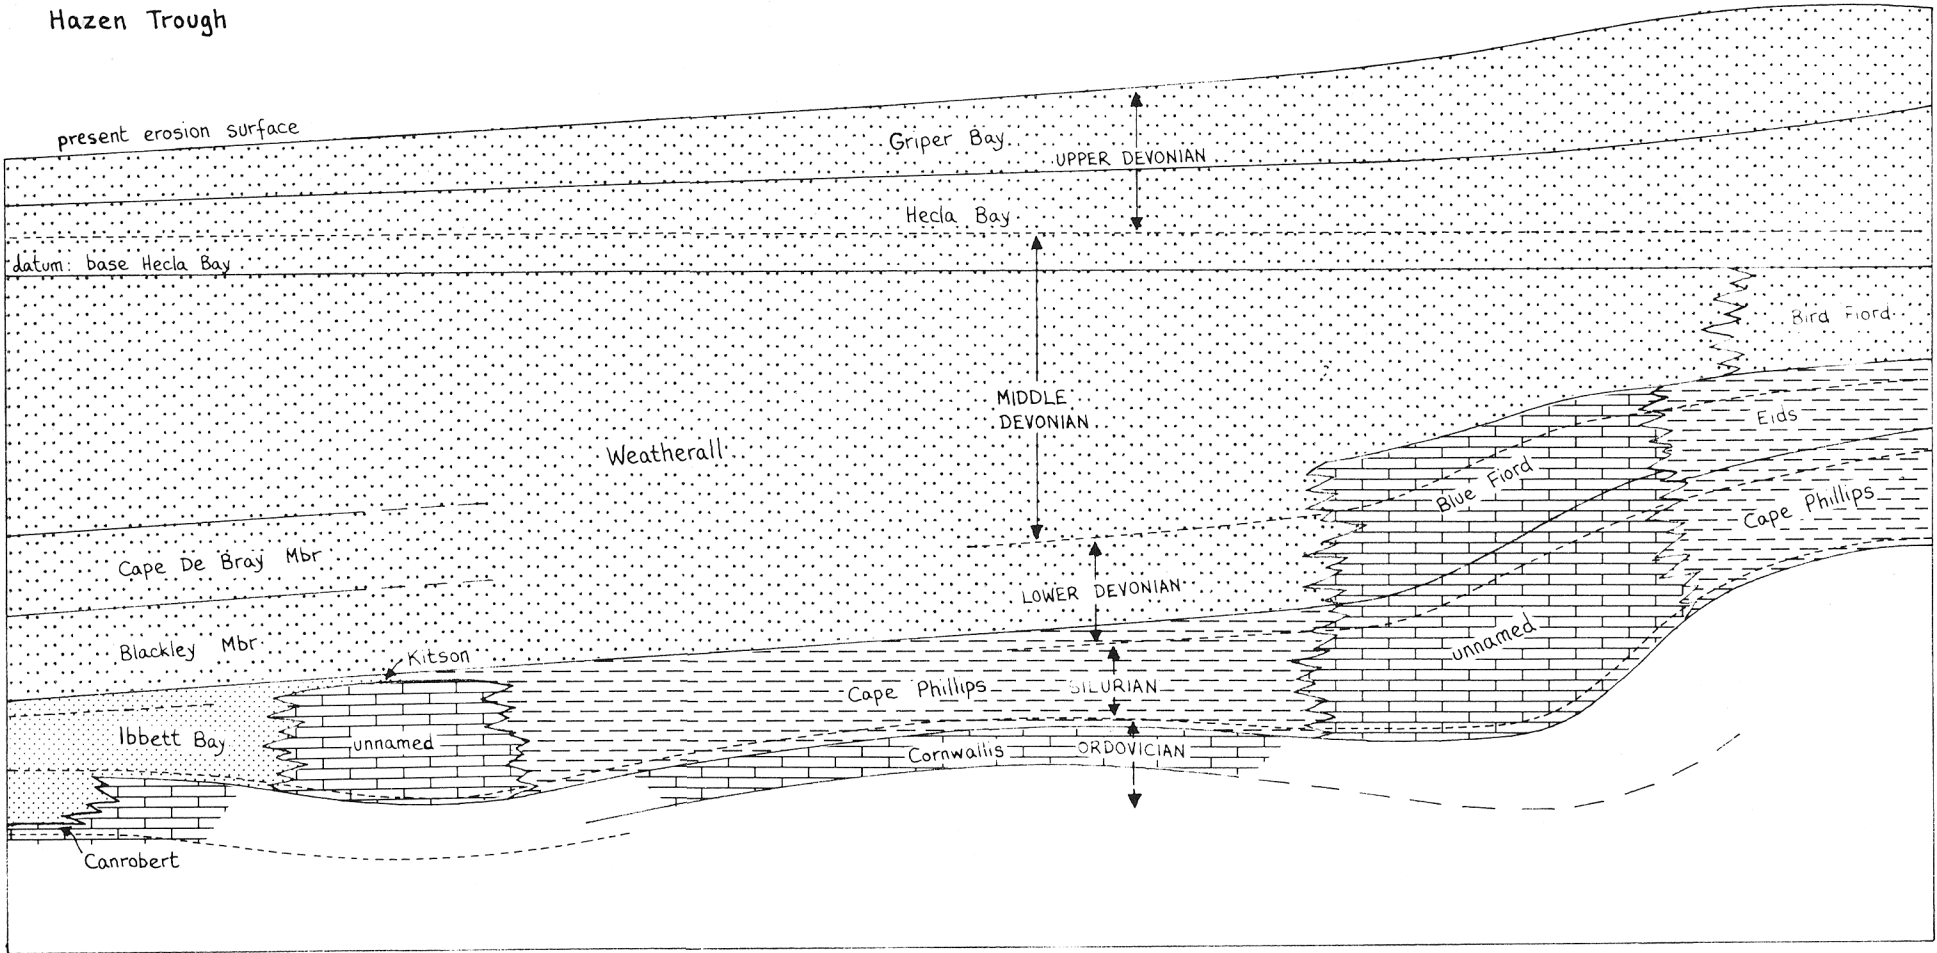 Hazen Trough
present erosion surface
Griper Bay
UPPER DEVONIAN
Hecla Bay
datum: base Hecla Bay
Bird Fiord
MIDDLE
DEVONIAN
Eids
Weatherall
Blue Fiord
Cape Phillips
Cape De Bray Mbr
LOWER DEVONIAN
Blackley Mbr
unnamed
Kitson
Cape Phillips
SILURIAN
Ibbett Bay
unnamed
Cornwallis
ORDOVICIAN
Canrobert